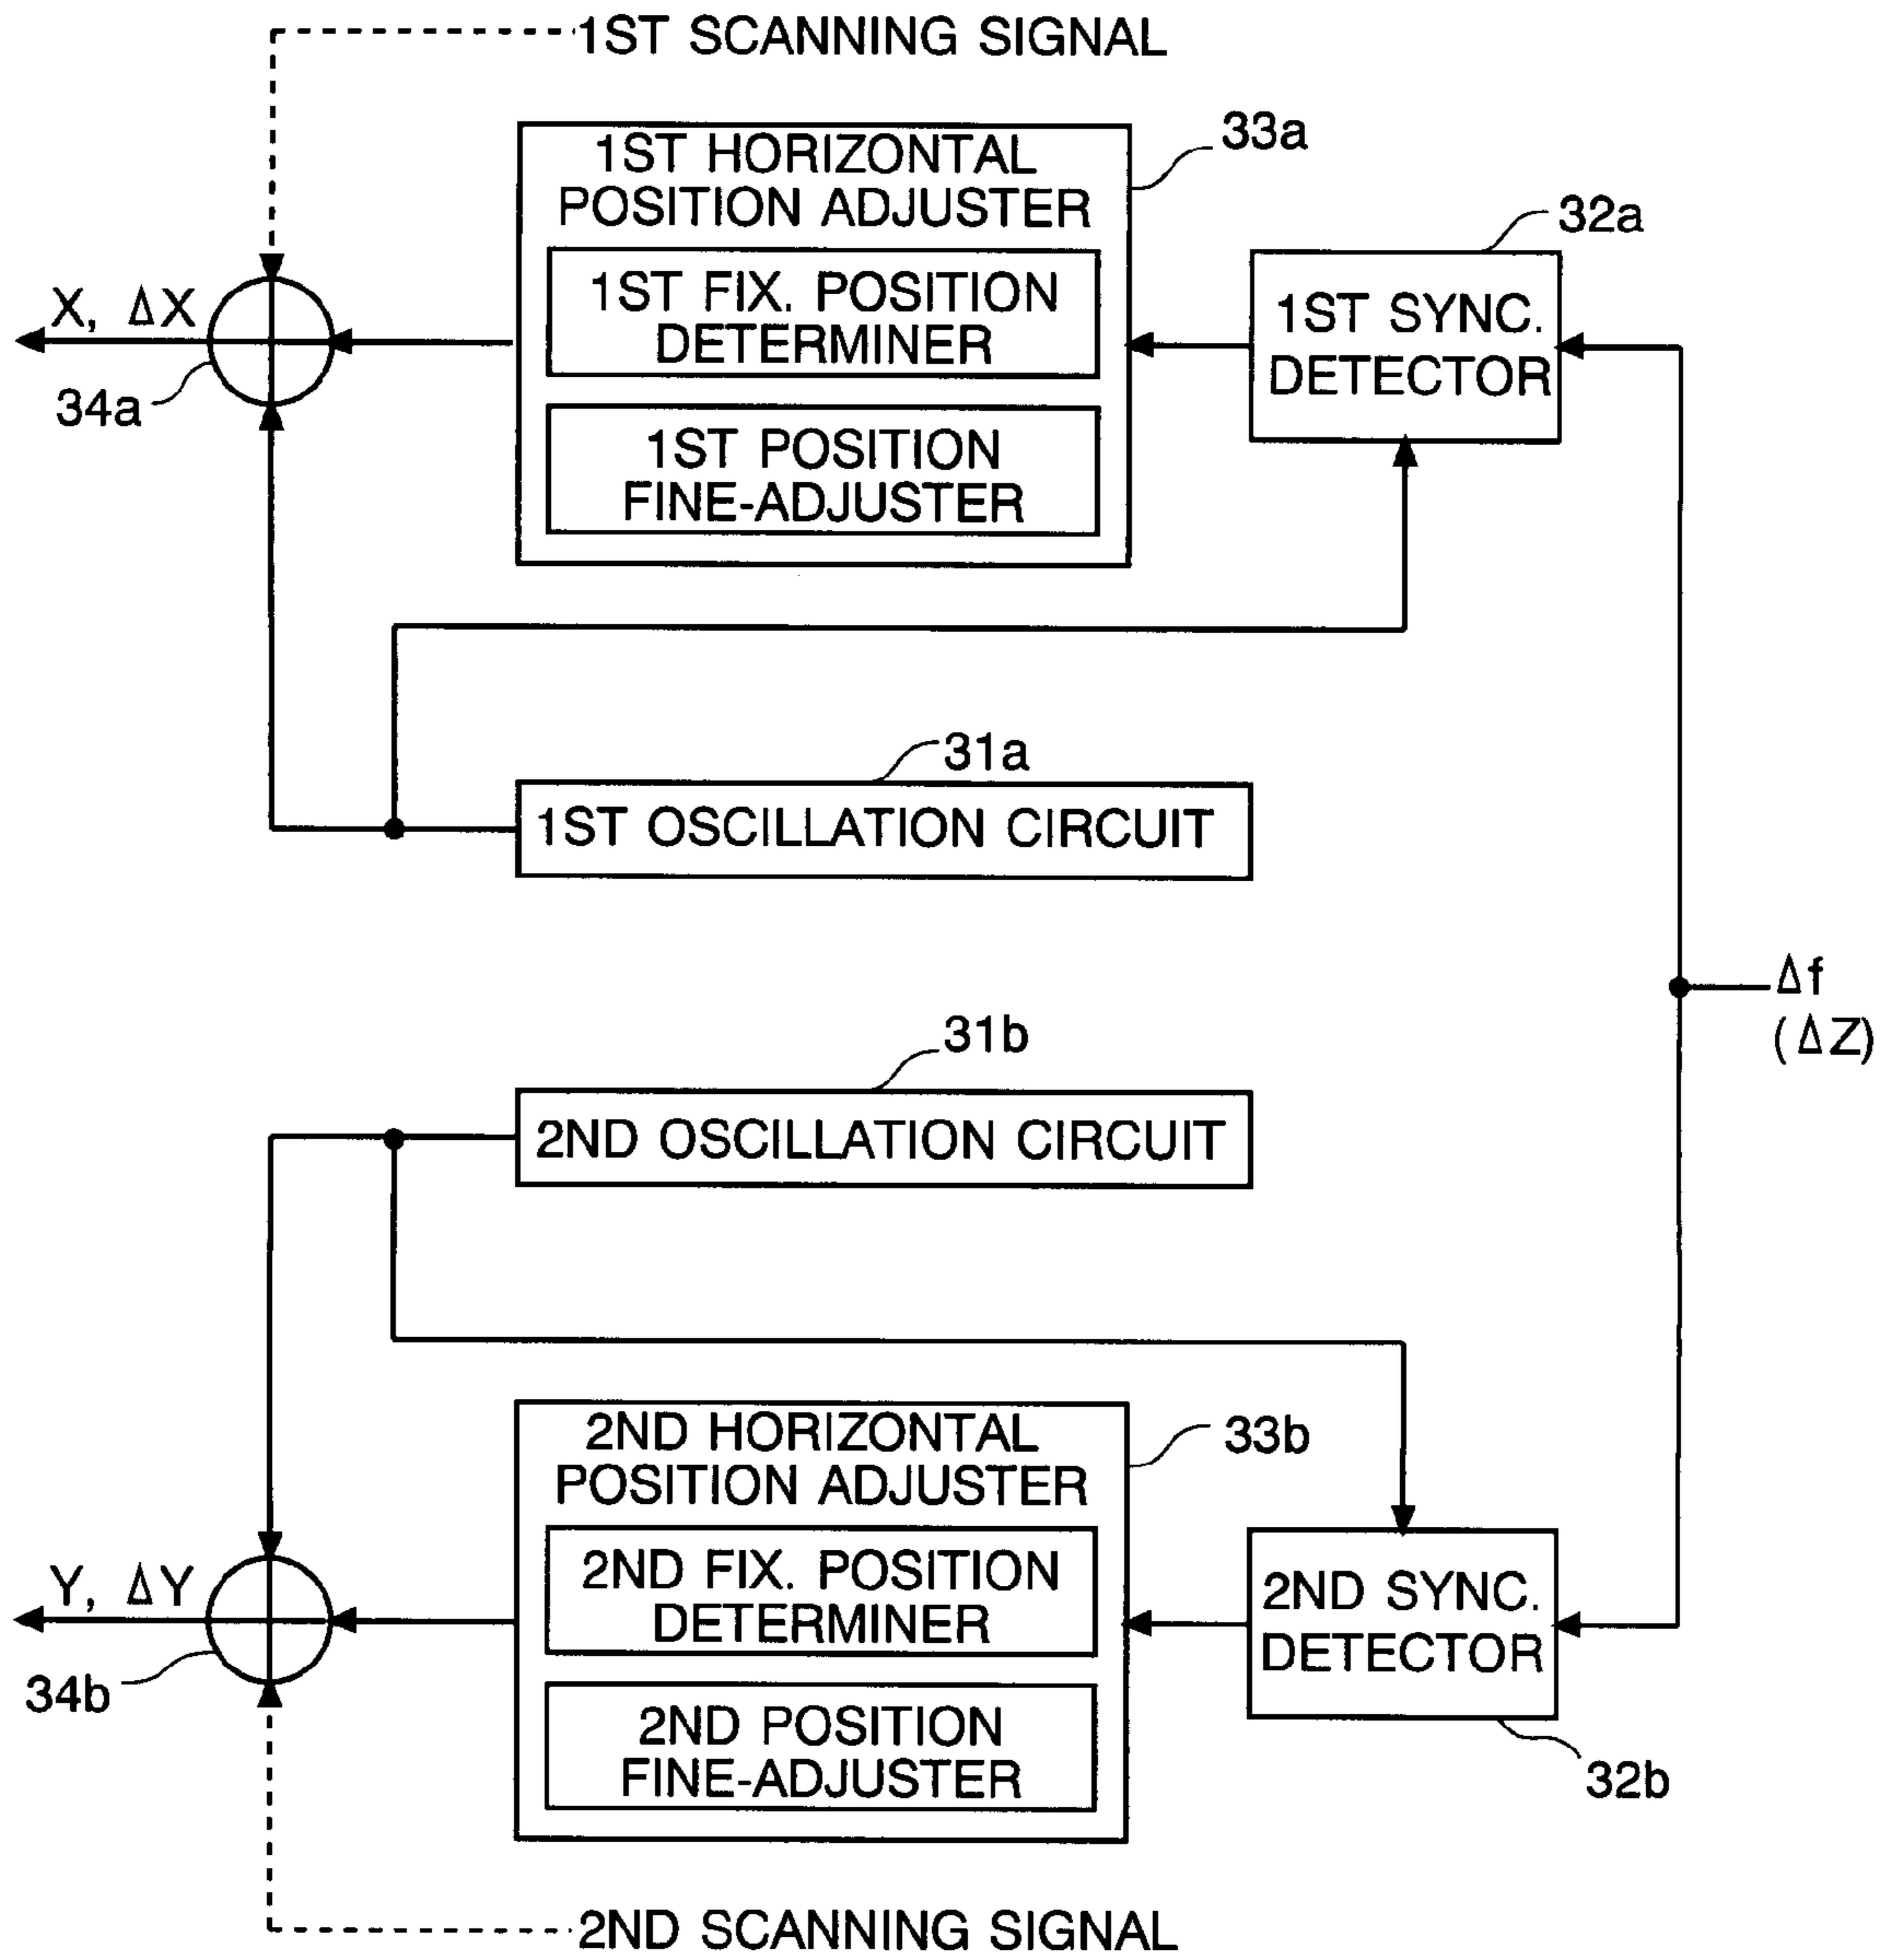 1ST SCANNING SIGNAL
33a
1ST HORIZONTAL
POSITION ADJUSTER
32a
1ST FIX. POSITION
DETERMINER
X, ΔX
1ST SYNC.
DETECTOR
34a
1ST POSITION
FINE-ADJUSTER
31a
1ST OSCILLATION CIRCUIT
Δf
(ΔZ)
31b
2ND OSCILLATION CIRCUIT
33b
2ND HORIZONTAL
POSITION ADJUSTER
2ND FIX. POSITION
DETERMINER
Y, ΔY
2ND SYNC.
DETECTOR
34b
2ND POSITION
FINE-ADJUSTER
32b
2ND SCANNING SIGNAL